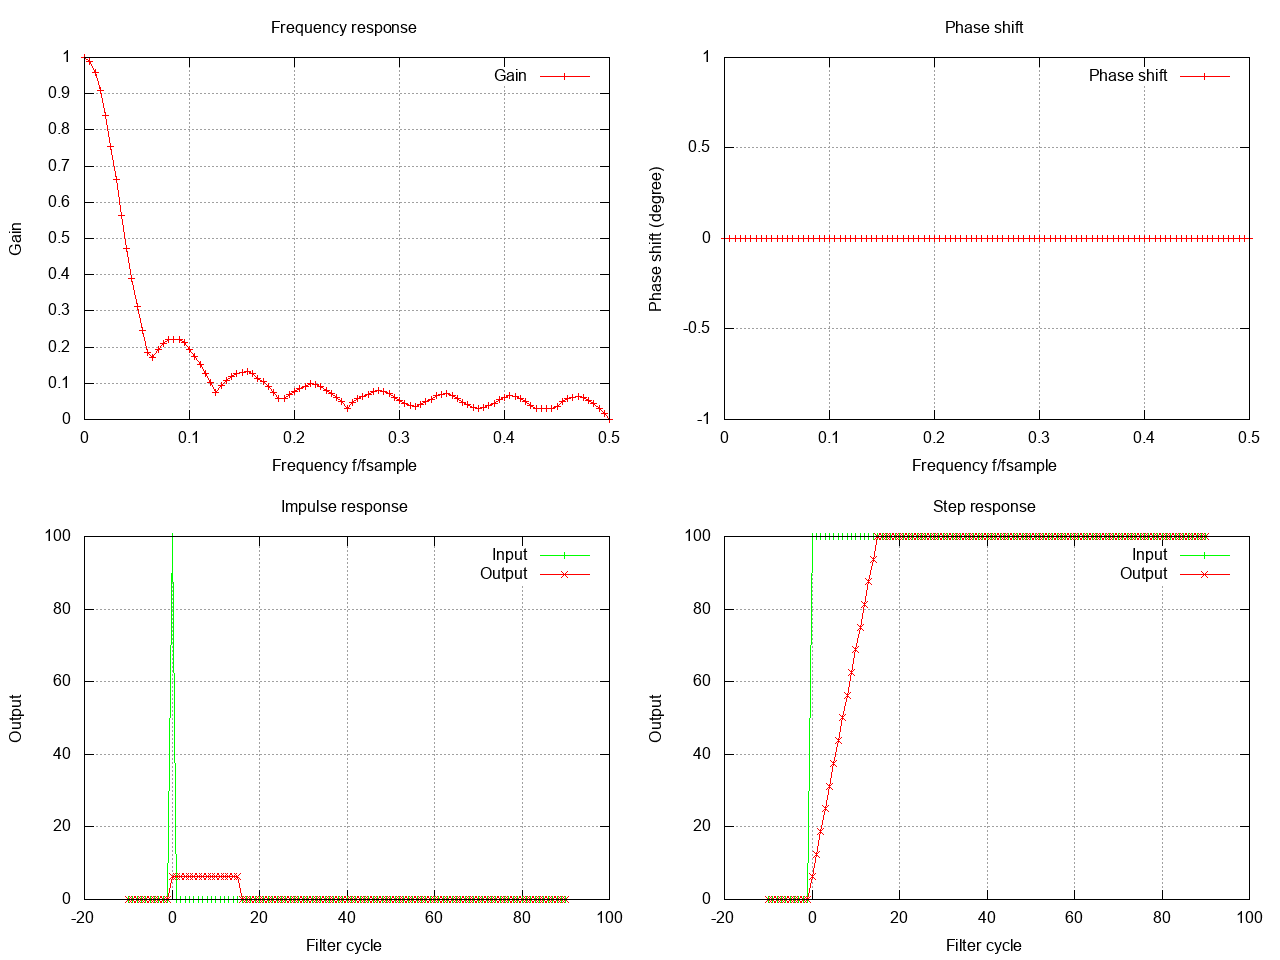 Frequency response
Gain
1
0.9
0.8
0.7
0.6
0.5
0.4
0.3
0.2
0.1
0
Gain
0 0.1 0.2 0.3 0.4 0.5
Frequency f/fsample
Phase shift
Phase shift
1
0.5
0
-0.5
-1
Phase shift (degree)
0 0.1 0.2 0.3 0.4 0.5
Frequency f/fsample
Impulse response
Input
Output
100
80
60
40
20
0
Output
-20 0 20 40 60 80 100
Filter cycle
Step response
Input
Output
100
80
60
40
20
0
Output
-20 0 20 40 60 80 100
Filter cycle